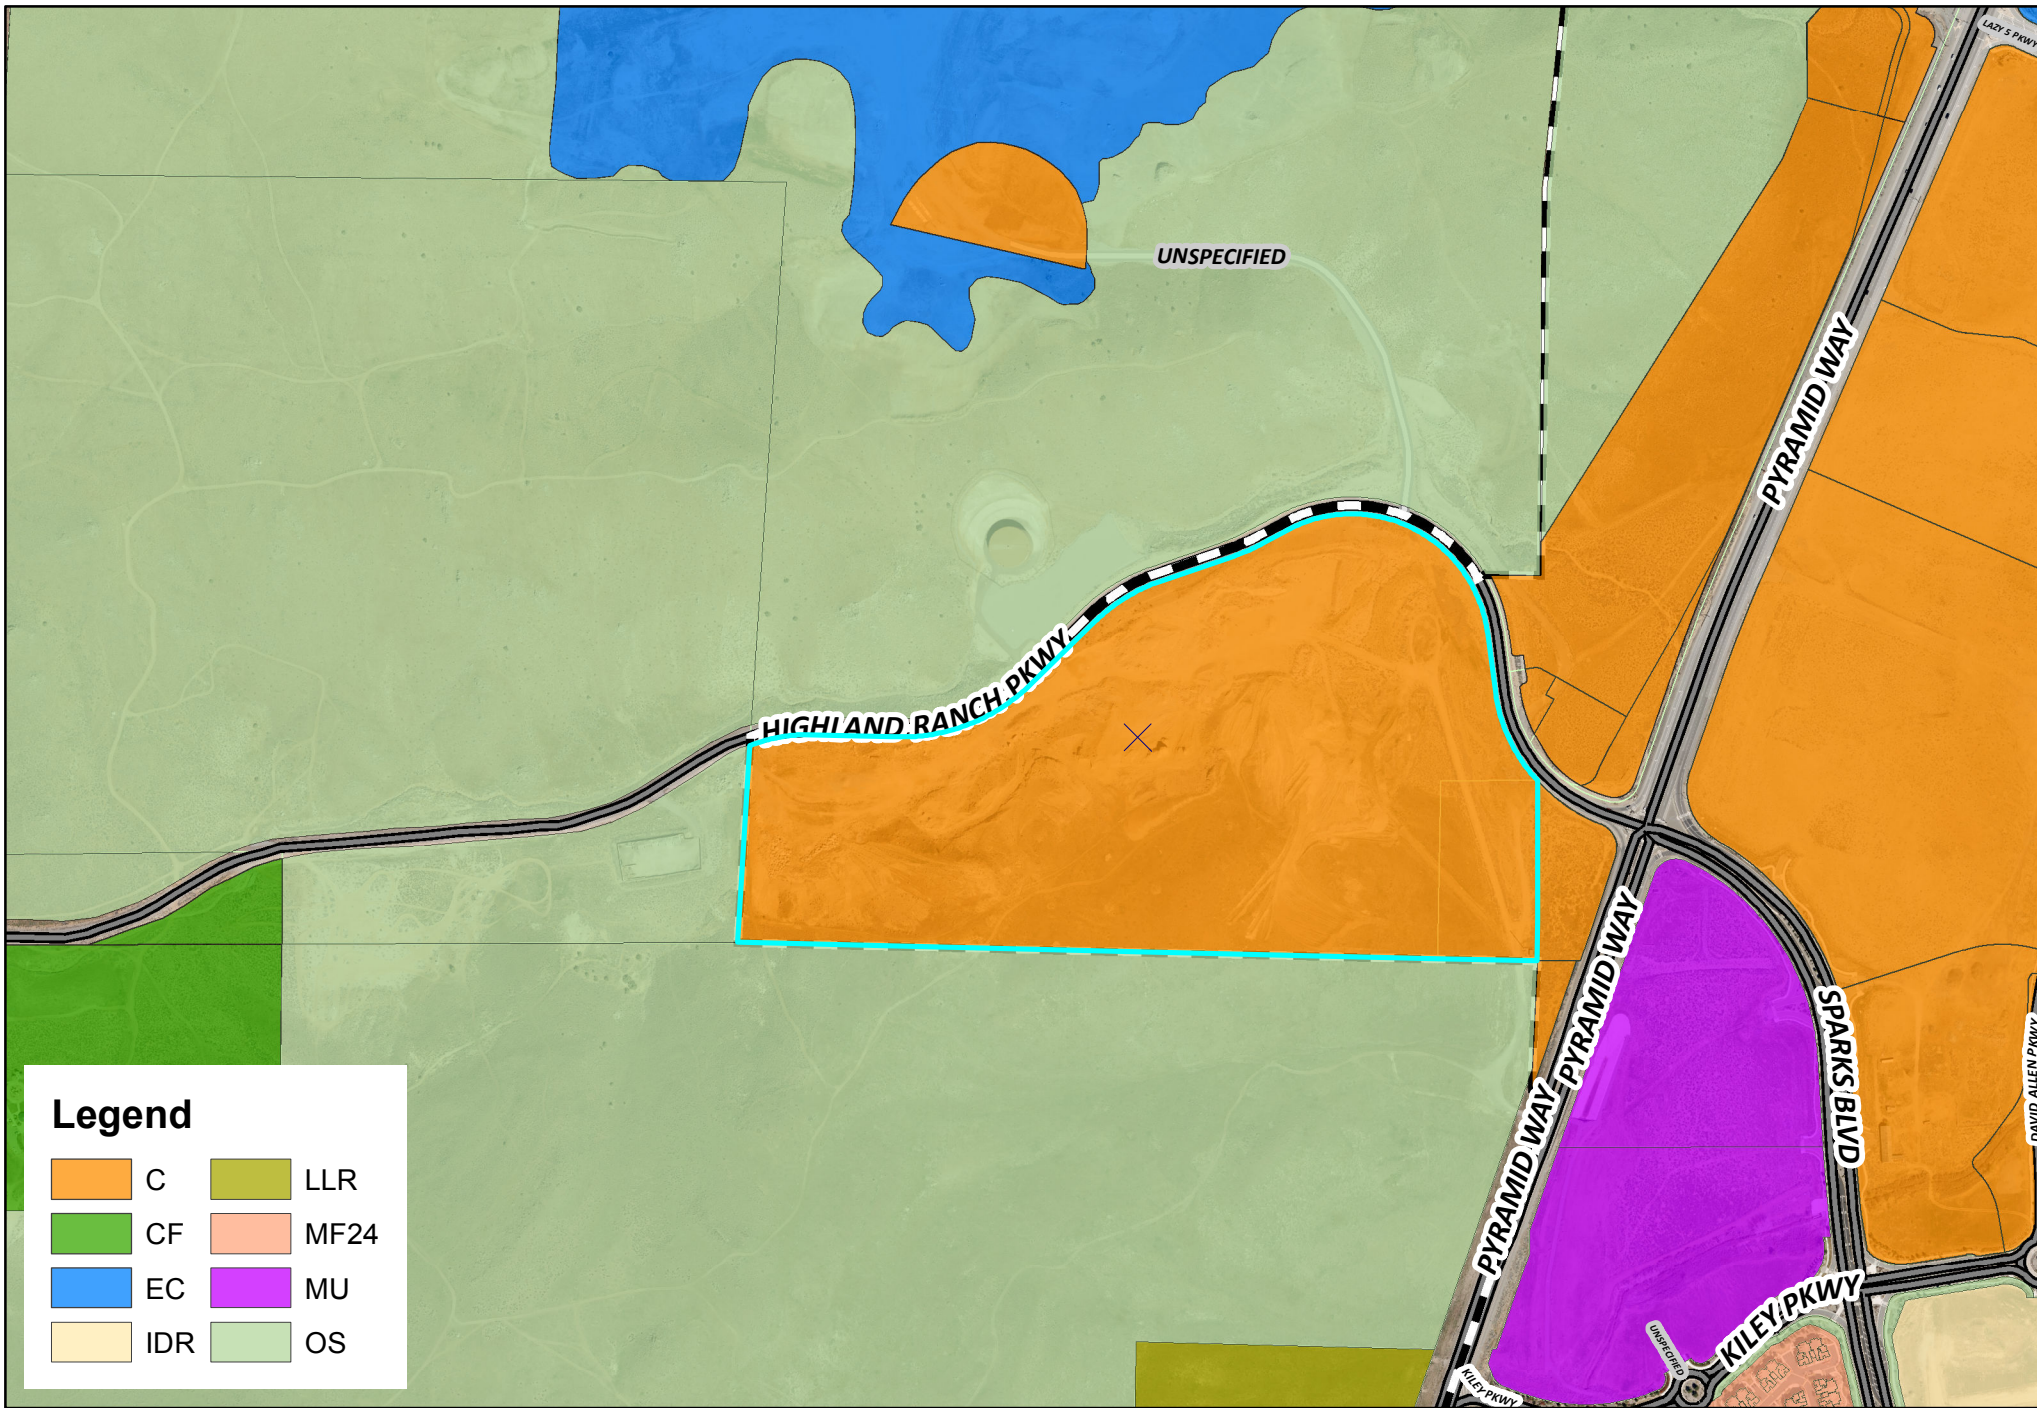 LAZY 5 PKWY
UNSPECIFIED
PYRAMID WAY
HIGHLAND RANCH PKWY
PYRAMID WAY
PYRAMID WAY
SPARKS BLVD
DAVID ALLEN PKWY
KILEY PKWY
UNSPECIFIED
KILEY PKWY
Legend
C
LLR
CF
MF24
EC
MU
IDR
OS